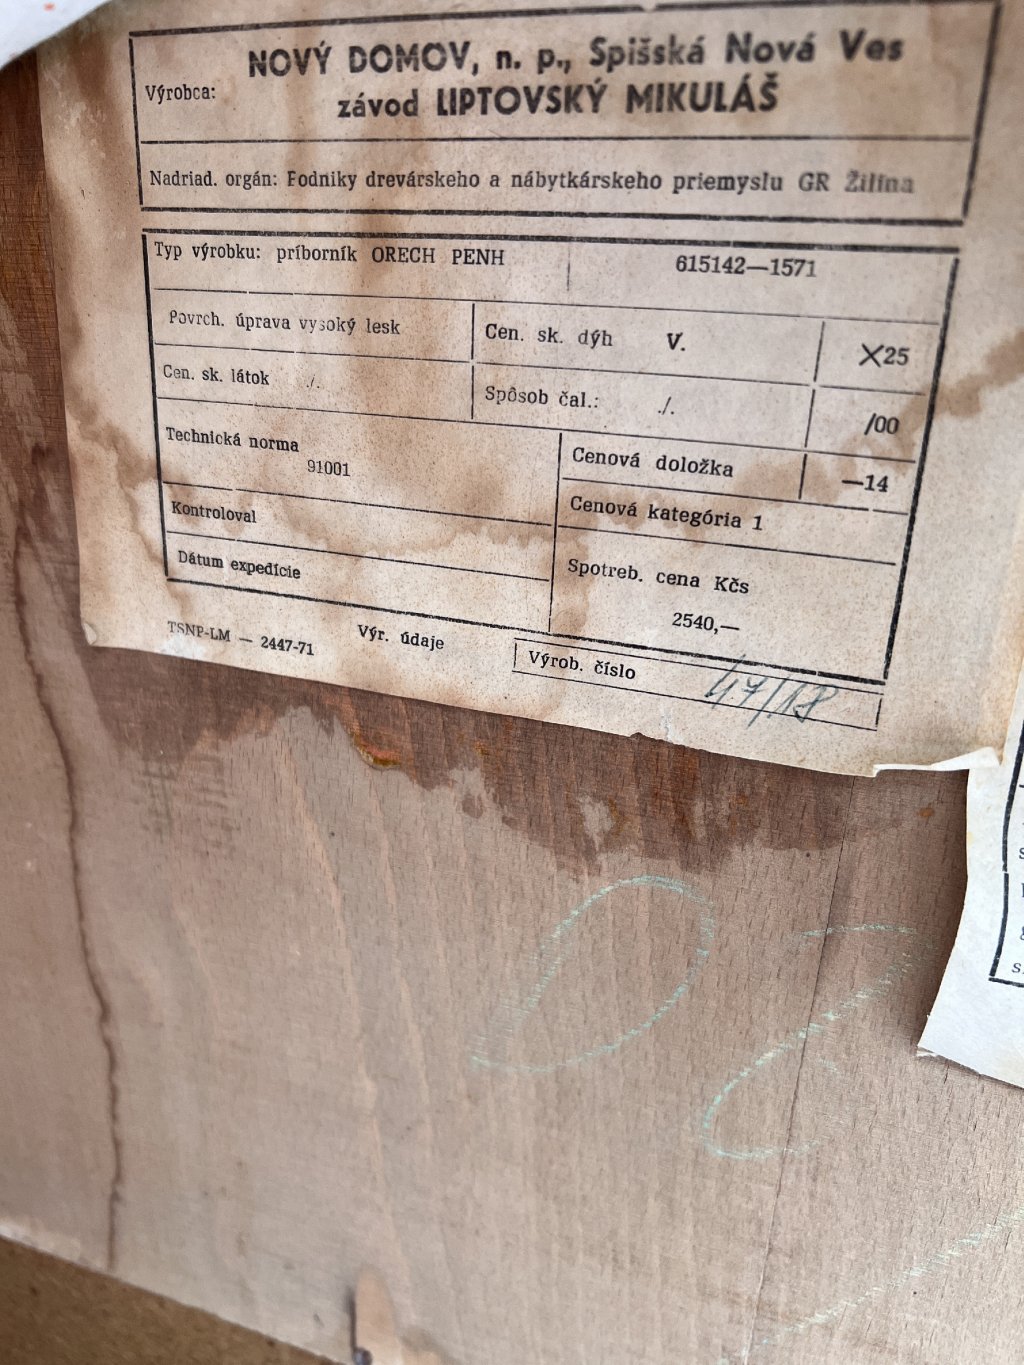 NOVÝ DOMOV, n. p., Spišská Nová Ves
Výrobca:
závod LIPTOVSKÝ MIKULÁŠ
Nadriad. orgán: Podniky drevárskeho a nábytkárskeho priemyslu GR Žilina
Typ výrobku: príborník ORECH PENH 615142—1571
Povrch. úprava vysoký lesk
Cen. sk. dýh V. X25
Cen. sk. látok ./.
Spôsob čal.: ./. /00
Technická norma
91001
Cenová doložka —14
Kontroloval
Cenová kategória 1
Dátum expedície
Spotreb. cena Kčs
2540,—
TSNP-LM — 2447-71 Výr. údaje
Výrob. číslo